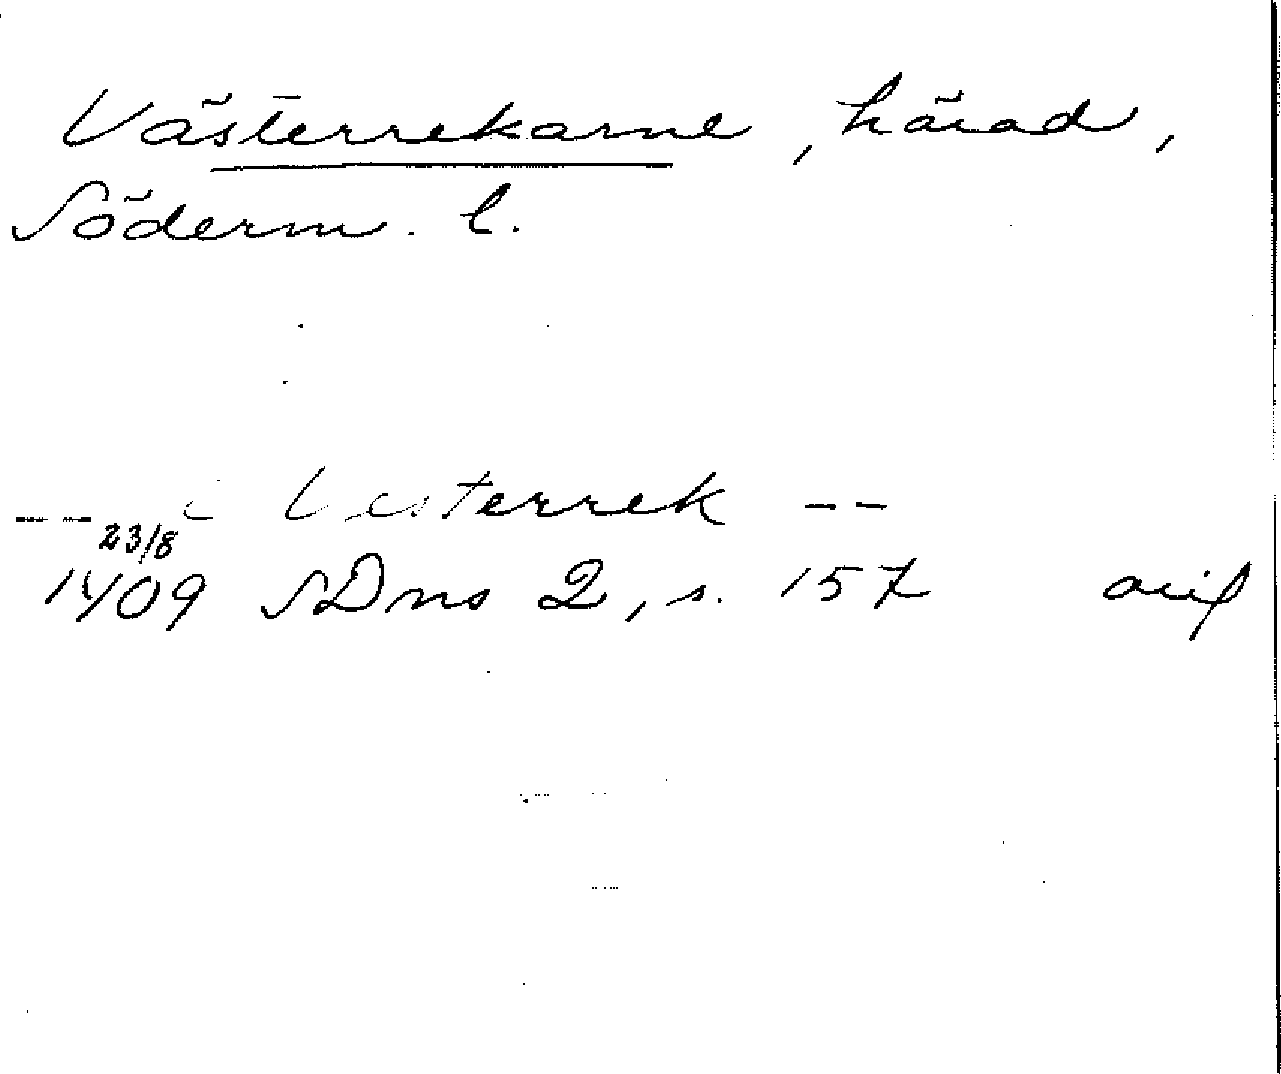 Västerrekarne, härad,
Söderm. l.
--- i Vesterrek --
23/8
1409 SDns 2, s. 157 orig